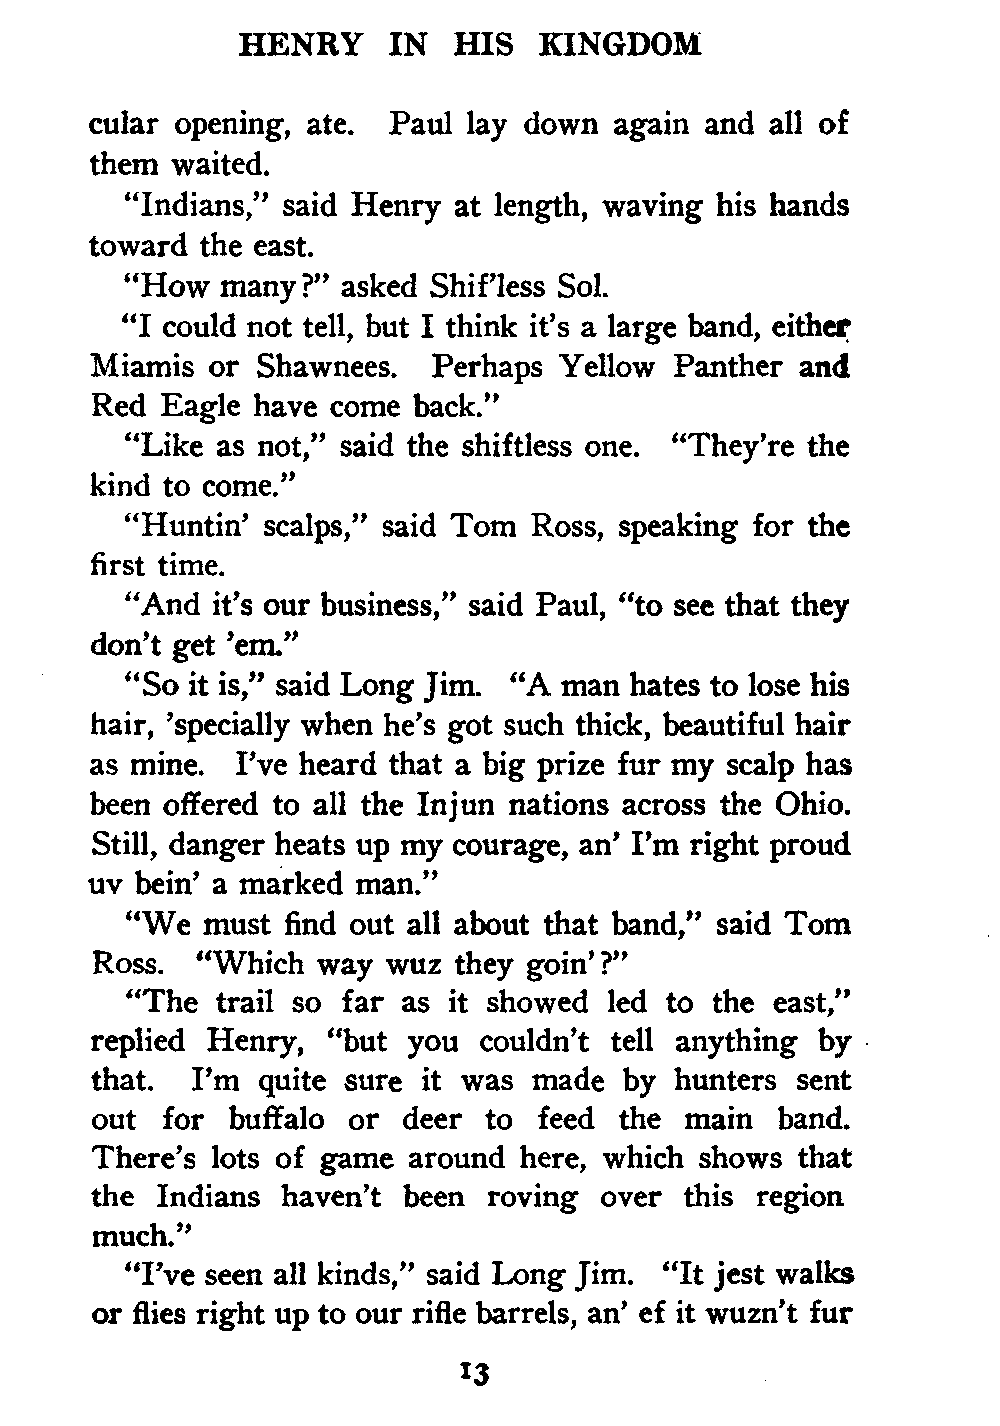 HENRY IN HIS KINGDOM
cular opening, ate. Paul lay down again and all of
them waited.
“Indians,” said Henry at length, waving his hands
toward the east.
“How many?” asked Shif’less Sol.
“I could not tell, but I think it’s a large band, either
Miamis or Shawnees. Perhaps Yellow Panther and
Red Eagle have come back.”
“Like as not,” said the shiftless one. “They’re the
kind to come.”
“Huntin’ scalps,” said Tom Ross, speaking for the
first time.
“And it’s our business,” said Paul, “to see that they
don’t get ’em.”
“So it is,” said Long Jim. “A man hates to lose his
hair, ’specially when he’s got such thick, beautiful hair
as mine. I’ve heard that a big prize fur my scalp has
been offered to all the Injun nations across the Ohio.
Still, danger heats up my courage, an’ I’m right proud
uv bein’ a marked man.”
“We must find out all about that band,” said Tom
Ross. “Which way wuz they goin’?”
“The trail so far as it showed led to the east,”
replied Henry, “but you couldn’t tell anything by
that. I’m quite sure it was made by hunters sent
out for buffalo or deer to feed the main band.
There’s lots of game around here, which shows that
the Indians haven’t been roving over this region
much.”
“I’ve seen all kinds,” said Long Jim. “It jest walks
or flies right up to our rifle barrels, an’ ef it wuzn’t fur
13